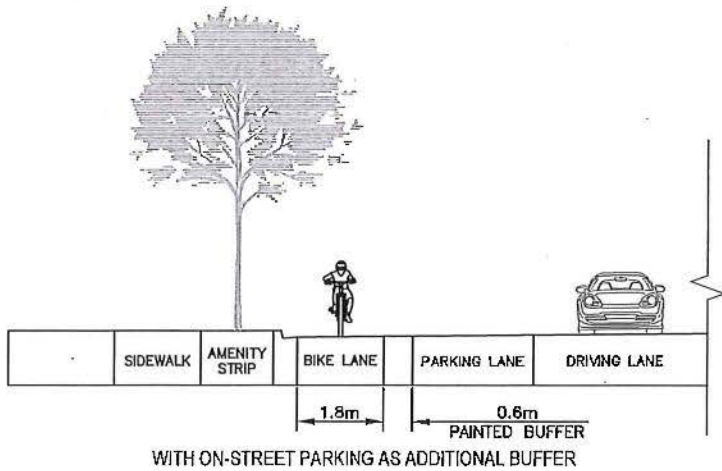 SIDEWALK
AMENITY
STRIP
BIKE LANE
PARKING LANE
DRIVING LANE
1.8m
0.6m
PAINTED BUFFER
WITH ON-STREET PARKING AS ADDITIONAL BUFFER